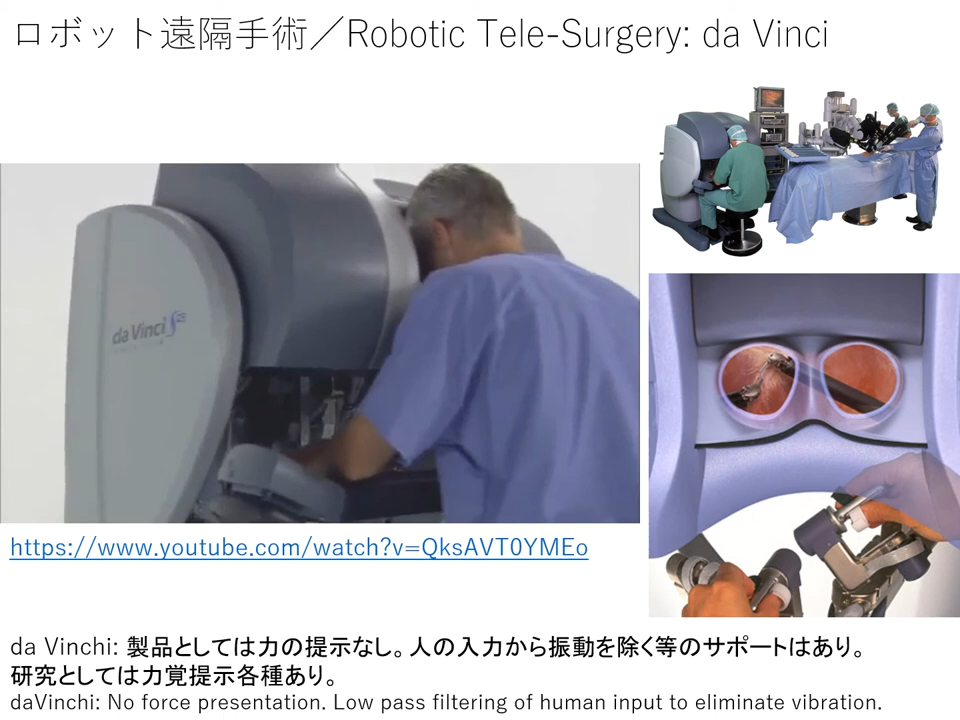 ロボット遠隔手術／Robotic Tele-Surgery: da Vinci
da Vinci S
https://www.youtube.com/watch?v=QksAVT0YMEo
da Vinchi: 製品としては力の提示なし。人の入力から振動を除く等のサポートはあり。
研究としては力覚提示各種あり。
daVinchi: No force presentation. Low pass filtering of human input to eliminate vibration.